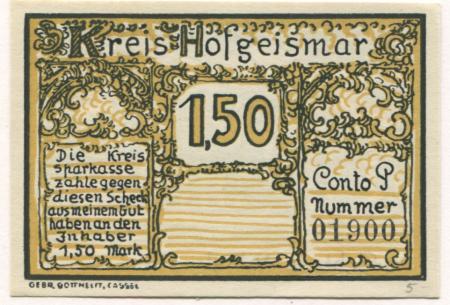 Kreis Hofgeismar
1,50
Die Kreis
sparkasse
zahle gegen
diesen Scheck
aus meinem Gut
haben an den
Inhaber
1,50 Mark
Conto P
Nummer
01900
GEBR. GOTTHELFT, CASSEL
5-